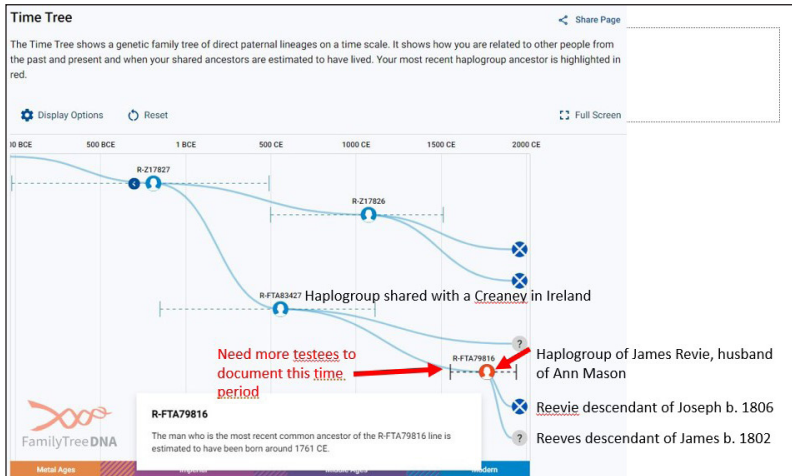 Time Tree
Share Page
The Time Tree shows a genetic family tree of direct paternal lineages on a time scale. It shows how you are related to other people from
the past and present and when your shared ancestors are estimated to have lived. Your most recent haplogroup ancestor is highlighted in
red.
Display Options
Reset
Full Screen
BCE
500 BCE
1 BCE
500 CE
1000 CE
1500 CE
2000 CE
R-Z17827
R-Z17826
R-FTA83427
Haplogroup shared with a Creaney in Ireland
?
Need more testees to
document this time
period
R-FTA79816
Haplogroup of James Revie, husband
of Ann Mason
Reevie descendant of Joseph b. 1806
?
Reeves descendant of James b. 1802
R-FTA79816
The man who is the most recent common ancestor of the R-FTA79816 line is
estimated to have been born around 1761 CE.
FamilyTreeDNA
Metal Ages
Imperial
Middle Ages
Modern